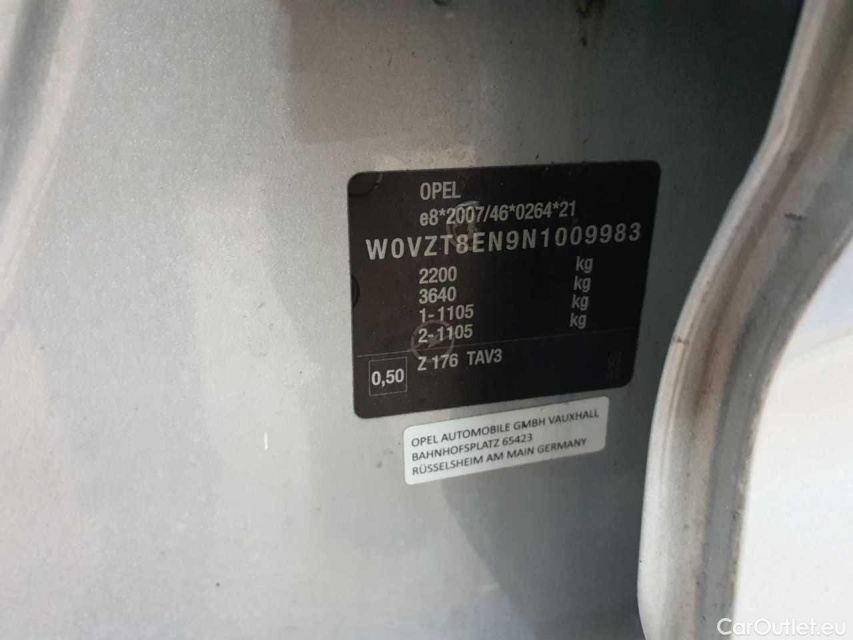 OPEL
e8*2007/46*0264*21
W0VZT8EN9N1009983
2200 kg
3640 kg
1-1105 kg
2-1105 kg
0,50 Z 176 TAV3
OPEL AUTOMOBILE GMBH VAUXHALL
BAHNHOFSPLATZ 65423
RÜSSELSHEIM AM MAIN GERMANY
CarOutlet.eu